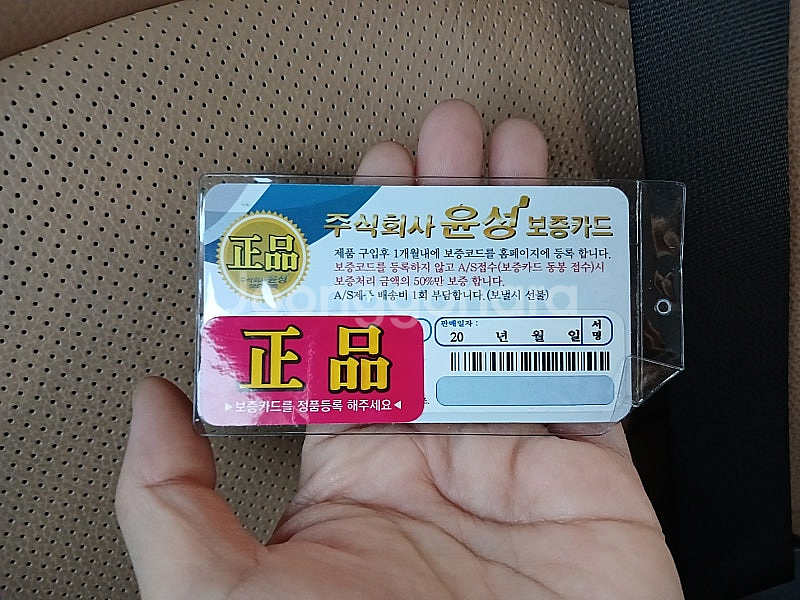 주식회사 윤성 보증카드
正品
주식회사 윤성
제품 구입후 1개월내에 보증코드를 홈페이지에 등록 합니다.
보증코드를 등록하지 않고 A/S접수(보증카드 동봉 접수)시
보증처리 금액의 50%만 보증 합니다.
A/S제품 배송비 1회 부담합니다.(보낼시 선불)
판매일자 :
20 년 월 일
서명
正品
▶보증카드를 정품등록 해주세요◀